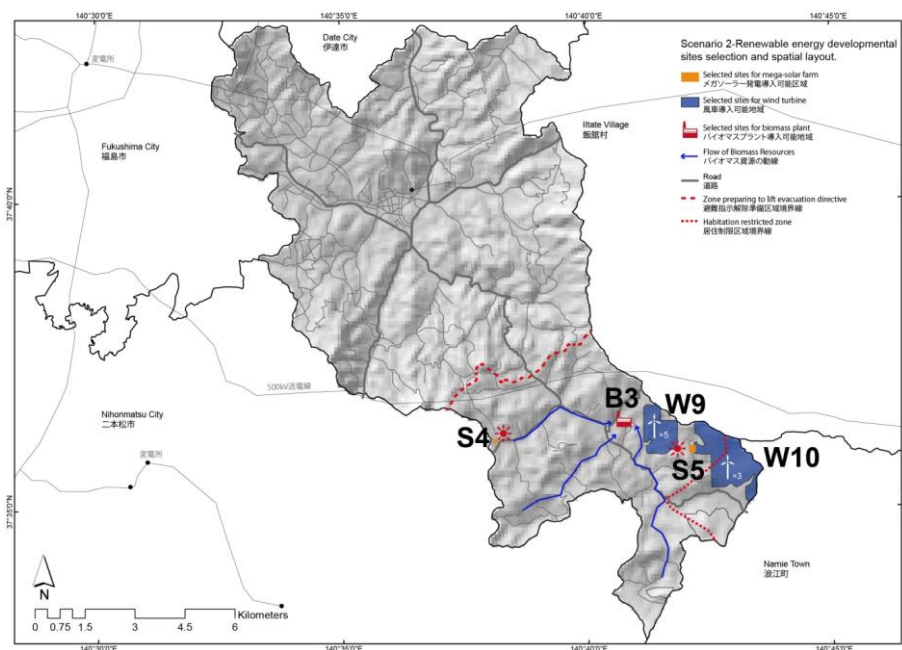 140°30'0"E
140°35'0"E
140°40'0"E
140°45'0"E
Date City
伊達市
変電所
Fukushima City
福島市
Iitate Village
飯舘村
Scenario 2-Renewable energy developmental
sites selection and spatial layout.
Selected sites for mega-solar farm
メガソーラー発電導入可能区域
Selected sites for wind turbine
風車導入可能地域
Selected sites for biomass plant
バイオマスプラント導入可能地域
Flow of Biomass Resources
バイオマス資源の動線
Road
道路
Zone preparing to lift evacuation directive
避難指示解除準備区域境界線
Habitation restricted zone
居住制限区域境界線
37°40'0"N
500kV送電線
Nihonmatsu City
二本松市
変電所
B3
W9
×5
S4
S5
W10
×3
37°35'0"N
Namie Town
浪江町
N
Kilometers
0 0.75 1.5 3 4.5 6
140°30'0"E
140°35'0"E
140°40'0"E
140°45'0"E